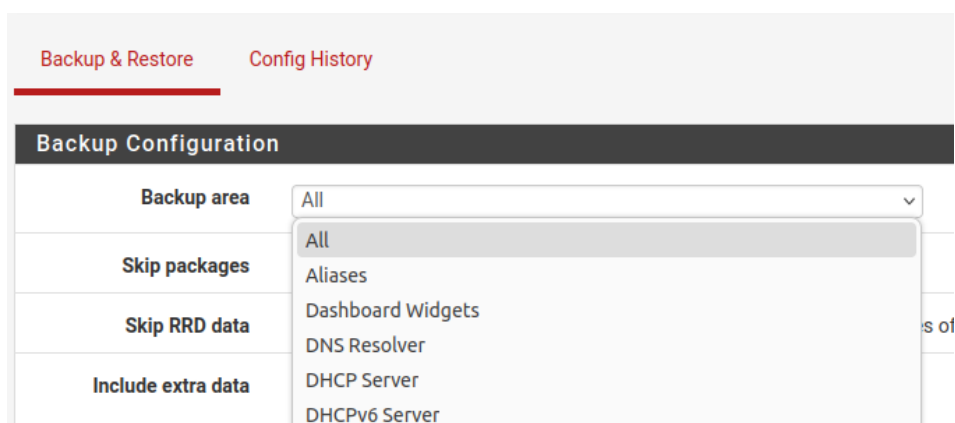 Backup & Restore Config History
Backup Configuration
Backup area All
All
Skip packages
Aliases
Dashboard Widgets
Skip RRD data s of
DNS Resolver
DHCP Server
Include extra data
DHCPv6 Server